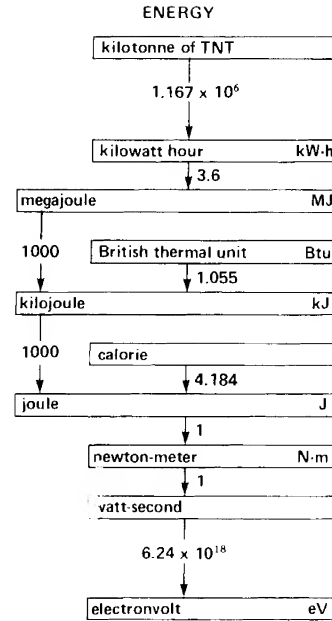 ENERGY
kilotonne of TNT
1.167 x 10⁶
kilowatt hour kW·h
3.6
megajoule MJ
1000
British thermal unit Btu
1.055
kilojoule kJ
1000
calorie
4.184
joule J
1
newton-meter N·m
1
vatt-second
6.24 x 10¹⁸
electronvolt eV